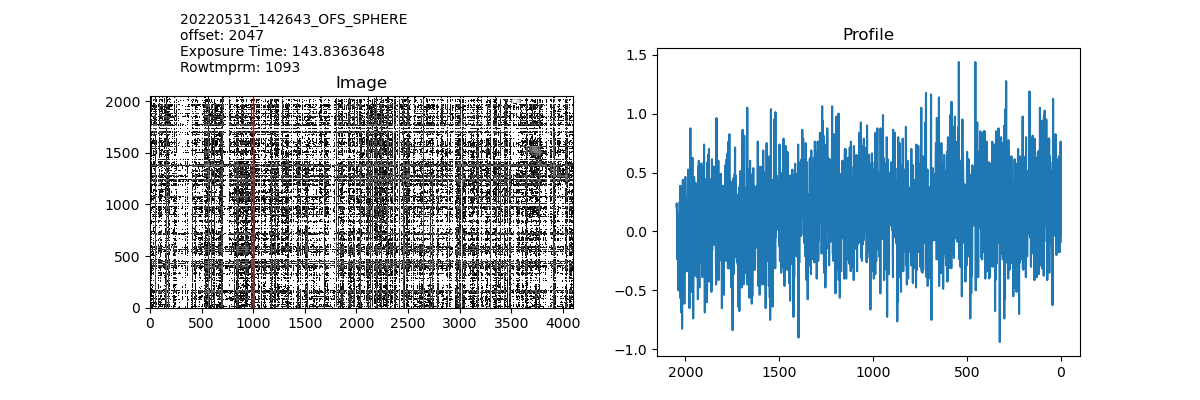 20220531_142643_OFS_SPHERE
offset: 2047
Exposure Time: 143.8363648
Rowtmprm: 1093
Image
2000
1500
1000
500
0
0 500 1000 1500 2000 2500 3000 3500 4000
Profile
1.5
1.0
0.5
0.0
−0.5
−1.0
2000 1500 1000 500 0